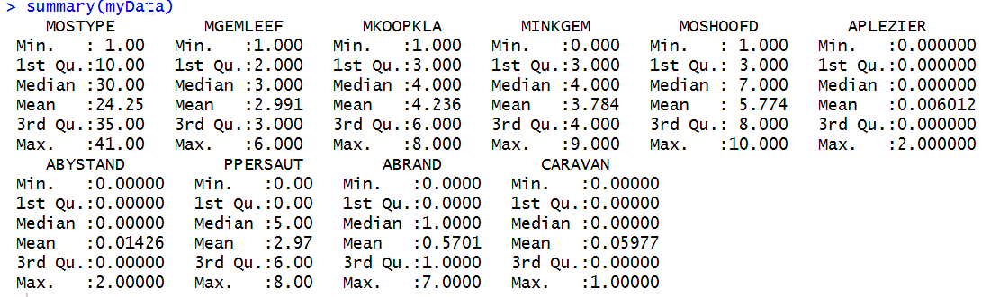 > summary(myData)
MOSTYPE MGEMLEEF MKOOPKLA MINKGEM MOSHOOFD APLEZIER
Min.   : 1.00 Min.   :1.000 Min.   :1.000 Min.   :0.000 Min.   : 1.000 Min.   :0.000000
1st Qu.:10.00 1st Qu.:2.000 1st Qu.:3.000 1st Qu.:3.000 1st Qu.: 3.000 1st Qu.:0.000000
Median :30.00 Median :3.000 Median :4.000 Median :4.000 Median : 7.000 Median :0.000000
Mean   :24.25 Mean   :2.991 Mean   :4.236 Mean   :3.784 Mean   : 5.774 Mean   :0.006012
3rd Qu.:35.00 3rd Qu.:3.000 3rd Qu.:6.000 3rd Qu.:4.000 3rd Qu.: 8.000 3rd Qu.:0.000000
Max.   :41.00 Max.   :6.000 Max.   :8.000 Max.   :9.000 Max.   :10.000 Max.   :2.000000
ABYSTAND PPERSAUT ABRAND CARAVAN
Min.   :0.00000 Min.   :0.00 Min.   :0.0000 Min.   :0.00000
1st Qu.:0.00000 1st Qu.:0.00 1st Qu.:0.0000 1st Qu.:0.00000
Median :0.00000 Median :5.00 Median :1.0000 Median :0.00000
Mean   :0.01426 Mean   :2.97 Mean   :0.5701 Mean   :0.05977
3rd Qu.:0.00000 3rd Qu.:6.00 3rd Qu.:1.0000 3rd Qu.:0.00000
Max.   :2.00000 Max.   :8.00 Max.   :7.0000 Max.   :1.00000